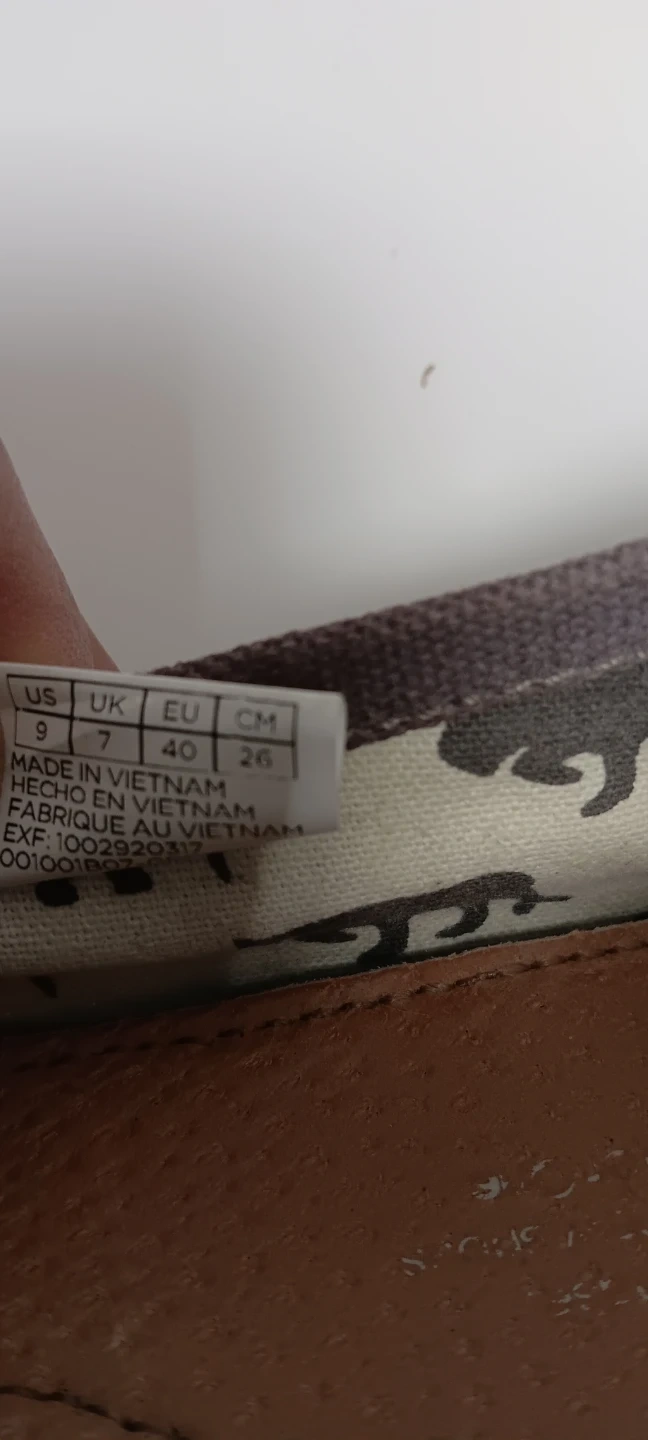 US UK EU CM
9 7 40 26
MADE IN VIETNAM
HECHO EN VIETNAM
FABRIQUE AU VIETNAM
EXF: 1002920317